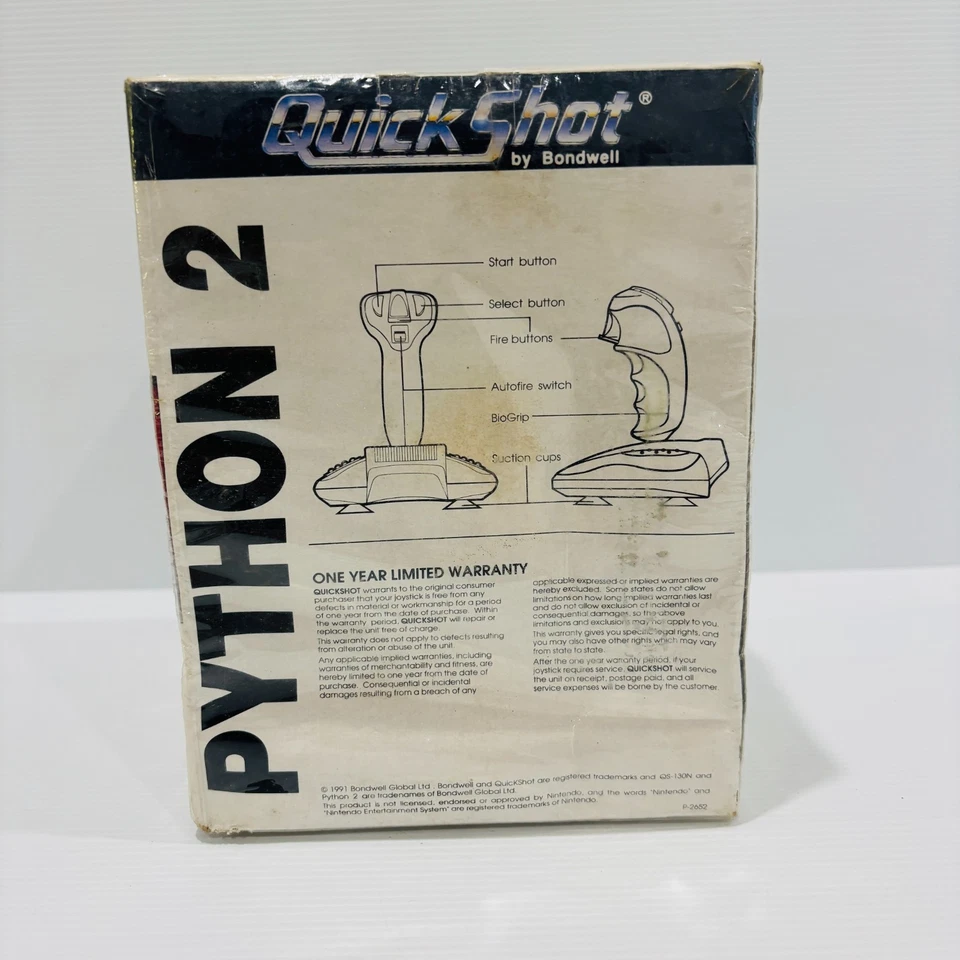 QuickShot®
by Bondwell
PYTHON 2
Start button
Select button
Fire buttons
Autofire switch
BioGrip
Suction cups
ONE YEAR LIMITED WARRANTY
QUICKSHOT warrants to the original consumer
purchaser that your joystick is free from any
defects in material or workmanship for a period
of one year from the date of purchase. Within
the warranty period, QUICKSHOT will repair or
replace the unit free of charge.
This warranty does not apply to defects resulting
from alteration or abuse of the unit.
Any applicable implied warranties, including
warranties of merchantability and fitness, are
hereby limited to one year from the date of
purchase. Consequential or incidental
damages resulting from a breach of any
applicable expressed or implied warranties are
hereby excluded. Some states do not allow
limitations on how long implied warranties last
and do not allow exclusion of incidental or
consequential damages, so the above
limitations and exclusions may not apply to you.
This warranty gives you specific legal rights, and
you may also have other rights which may vary
from state to state.
After the one year warranty period, if your
joystick requires service, QUICKSHOT will service
the unit on receipt, postage paid, and all
service expenses will be borne by the customer.
© 1991 Bondwell Global Ltd. Bondwell and QuickShot are registered trademarks and QS-130N and
Python 2 are tradenames of Bondwell Global Ltd.
This product is not licensed, endorsed or approved by Nintendo, and the words "Nintendo" and
"Nintendo Entertainment System" are registered trademarks of Nintendo.
P-2652